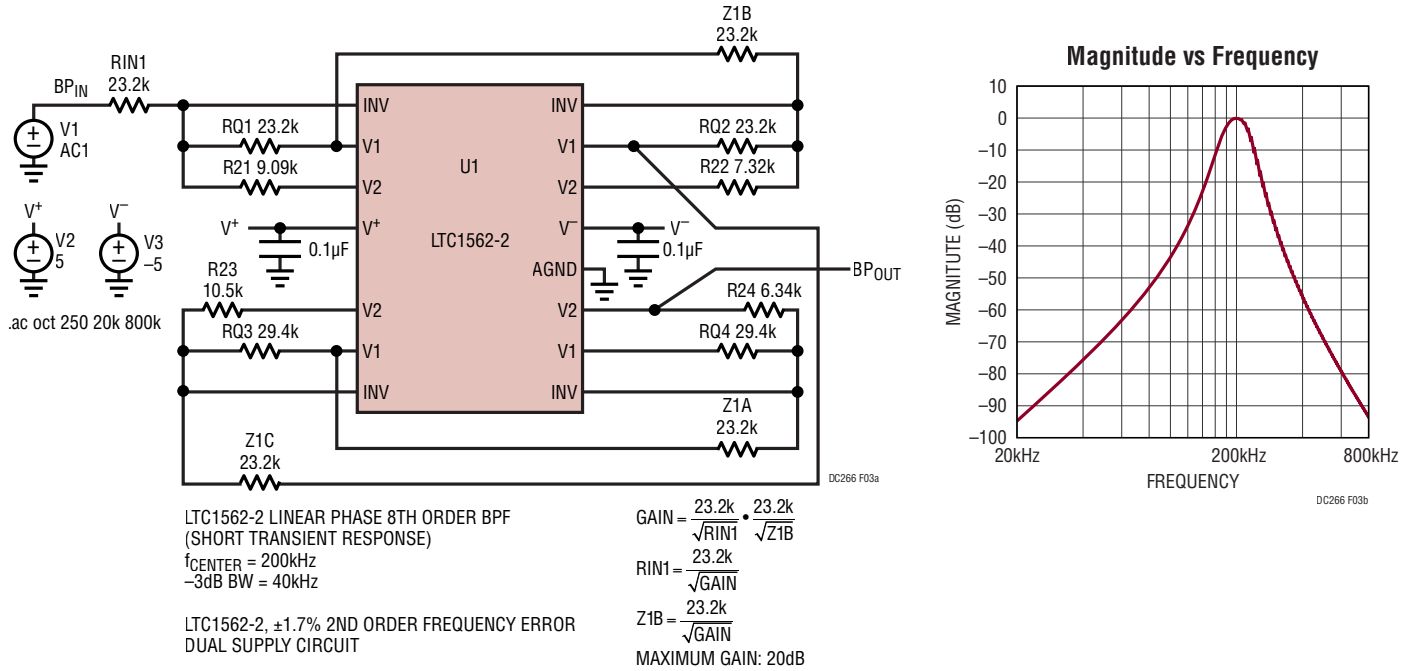 Z1B
23.2k
RIN1
23.2k
BPIN
V1
AC1
INV
INV
RQ1 23.2k
V1
V1
RQ2 23.2k
U1
R21 9.09k
V2
V2
R22 7.32k
V+
V–
V2
5
V3
–5
V+
V+
0.1µF
LTC1562-2
V–
V–
0.1µF
AGND
BPOUT
R23
10.5k
.ac oct 250 20k 800k
V2
V2
R24 6.34k
RQ3 29.4k
V1
V1
RQ4 29.4k
INV
INV
Z1A
23.2k
Z1C
23.2k
DC266 F03a
LTC1562-2 LINEAR PHASE 8TH ORDER BPF
(SHORT TRANSIENT RESPONSE)
fCENTER = 200kHz
–3dB BW = 40kHz
LTC1562-2, ±1.7% 2ND ORDER FREQUENCY ERROR
DUAL SUPPLY CIRCUIT
GAIN = 23.2k/√RIN1 • 23.2k/√Z1B
RIN1 = 23.2k/√GAIN
Z1B = 23.2k/√GAIN
MAXIMUM GAIN: 20dB
Magnitude vs Frequency
MAGNITUTE (dB)
10
0
–10
–20
–30
–40
–50
–60
–70
–80
–90
–100
20kHz
200kHz
800kHz
FREQUENCY
DC266 F03b